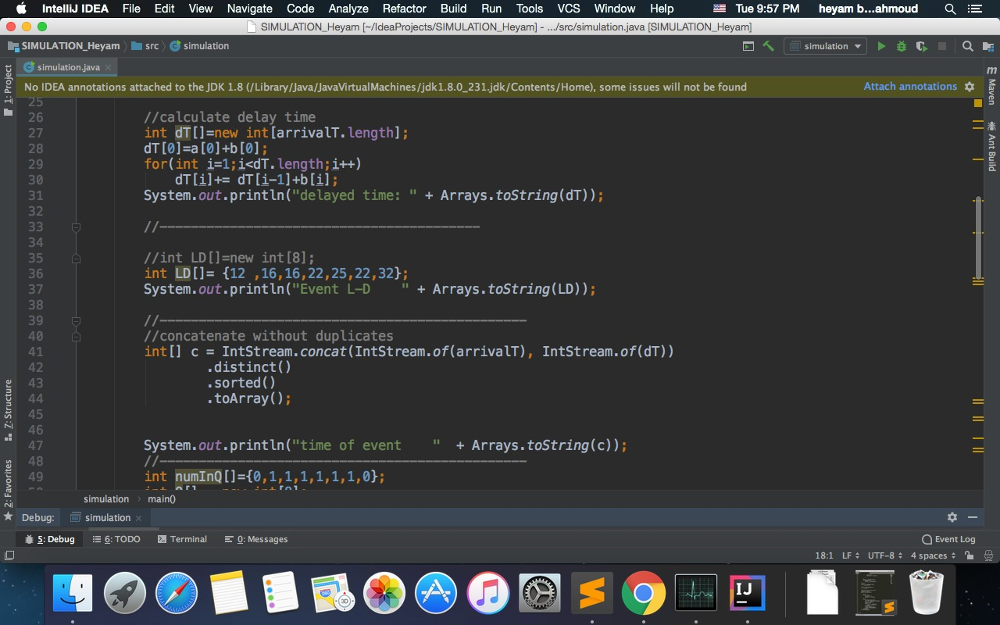 IntelliJ IDEA File Edit View Navigate Code Analyze Refactor Build Run Tools VCS Window Help Tue 9:57 PM heyam b...ahmoud
SIMULATION_Heyam [~/IdeaProjects/SIMULATION_Heyam] - .../src/simulation.java [SIMULATION_Heyam]
SIMULATION_Heyam src simulation simulation
simulation.java
No IDEA annotations attached to the JDK 1.8 (/Library/Java/JavaVirtualMachines/jdk1.8.0_231.jdk/Contents/Home), some issues will not be found Attach annotations
1: Project
Maven
Ant Build
7: Structure
2: Favorites
25
26 //calculate delay time
27 int dT[]=new int[arrivalT.length];
28 dT[0]=a[0]+b[0];
29 for(int i=1;i<dT.length;i++)
30 dT[i]+= dT[i-1]+b[i];
31 System.out.println("delayed time: " + Arrays.toString(dT));
32
33 //—————————————————————————————————————————
34
35 //int LD[]=new int[8];
36 int LD[]= {12 ,16,16,22,25,22,32};
37 System.out.println("Event L-D    " + Arrays.toString(LD));
38
39 //———————————————————————————————————————————————
40 //concatenate without duplicates
41 int[] c = IntStream.concat(IntStream.of(arrivalT), IntStream.of(dT))
42 .distinct()
43 .sorted()
44 .toArray();
45
46
47 System.out.println("time of event    "  + Arrays.toString(c));
48 //———————————————————————————————————————————————
49 int numInQ[]={0,1,1,1,1,1,1,0};
simulation main()
Debug: simulation
5: Debug 6: TODO Terminal 0: Messages Event Log
18:1 LF UTF-8 4 spaces
IJ